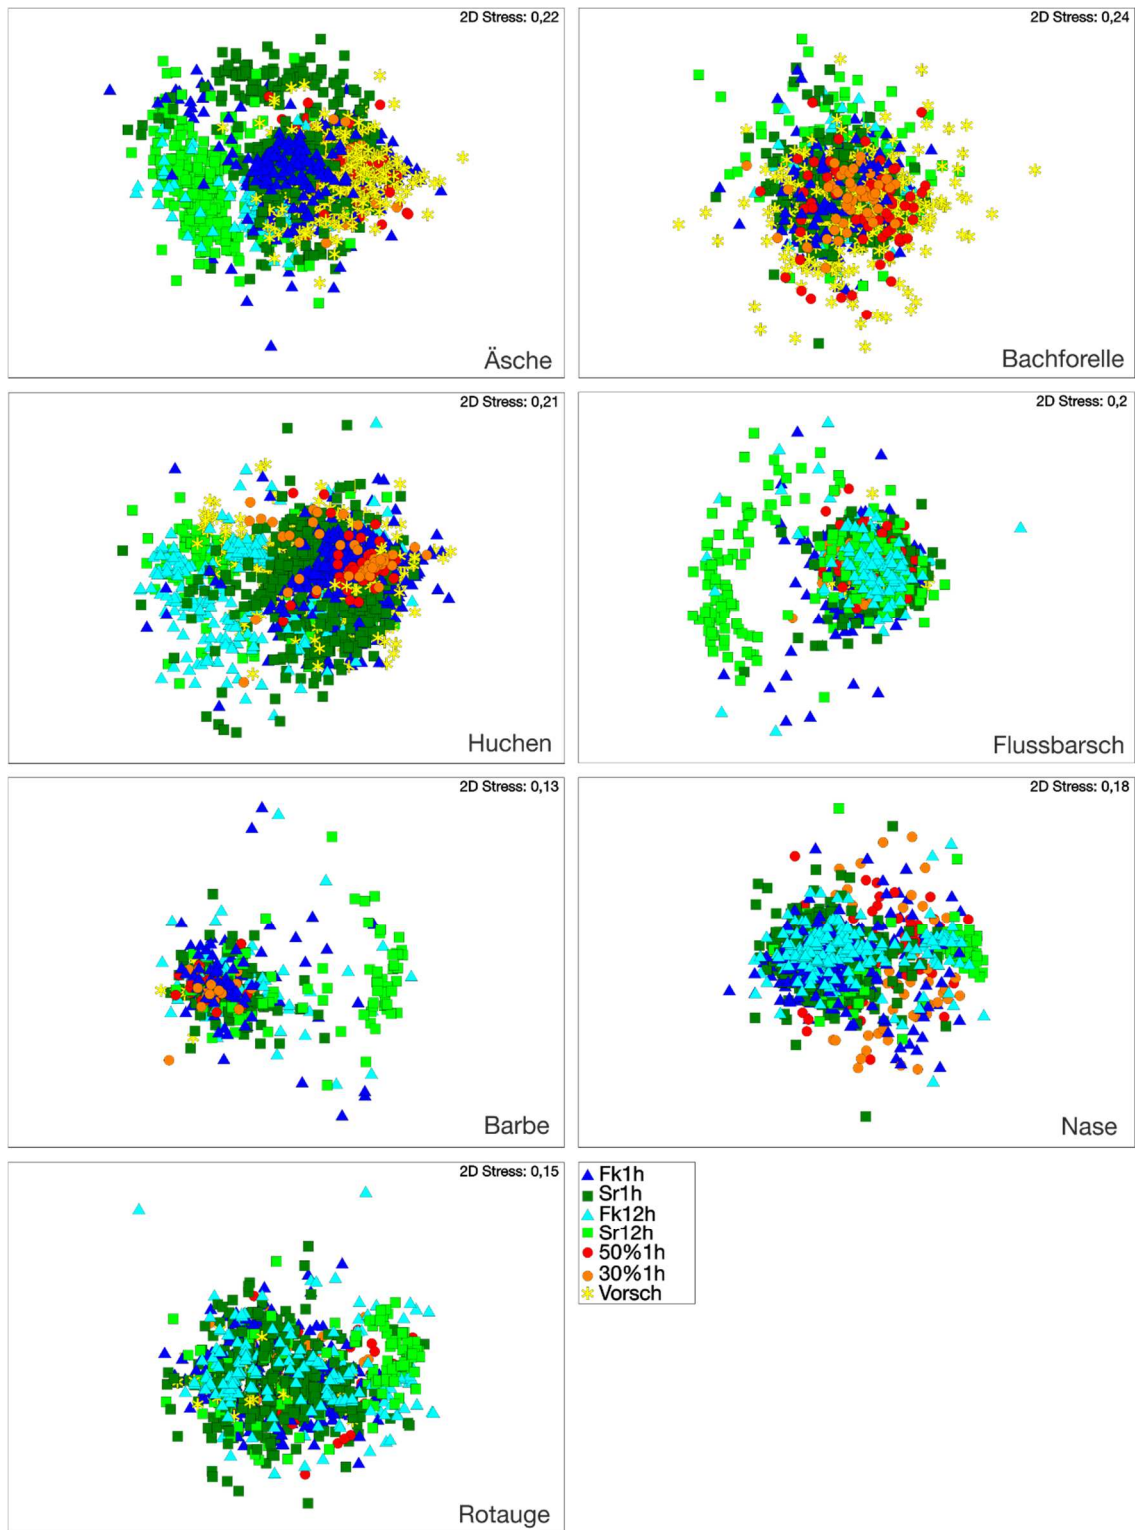 2D Stress: 0,22
Äsche
2D Stress: 0,24
Bachforelle
2D Stress: 0,21
Huchen
2D Stress: 0,2
Flussbarsch
2D Stress: 0,13
Barbe
2D Stress: 0,18
Nase
2D Stress: 0,15
Rotauge
Fk1h
Sr1h
Fk12h
Sr12h
50%1h
30%1h
Vorsch